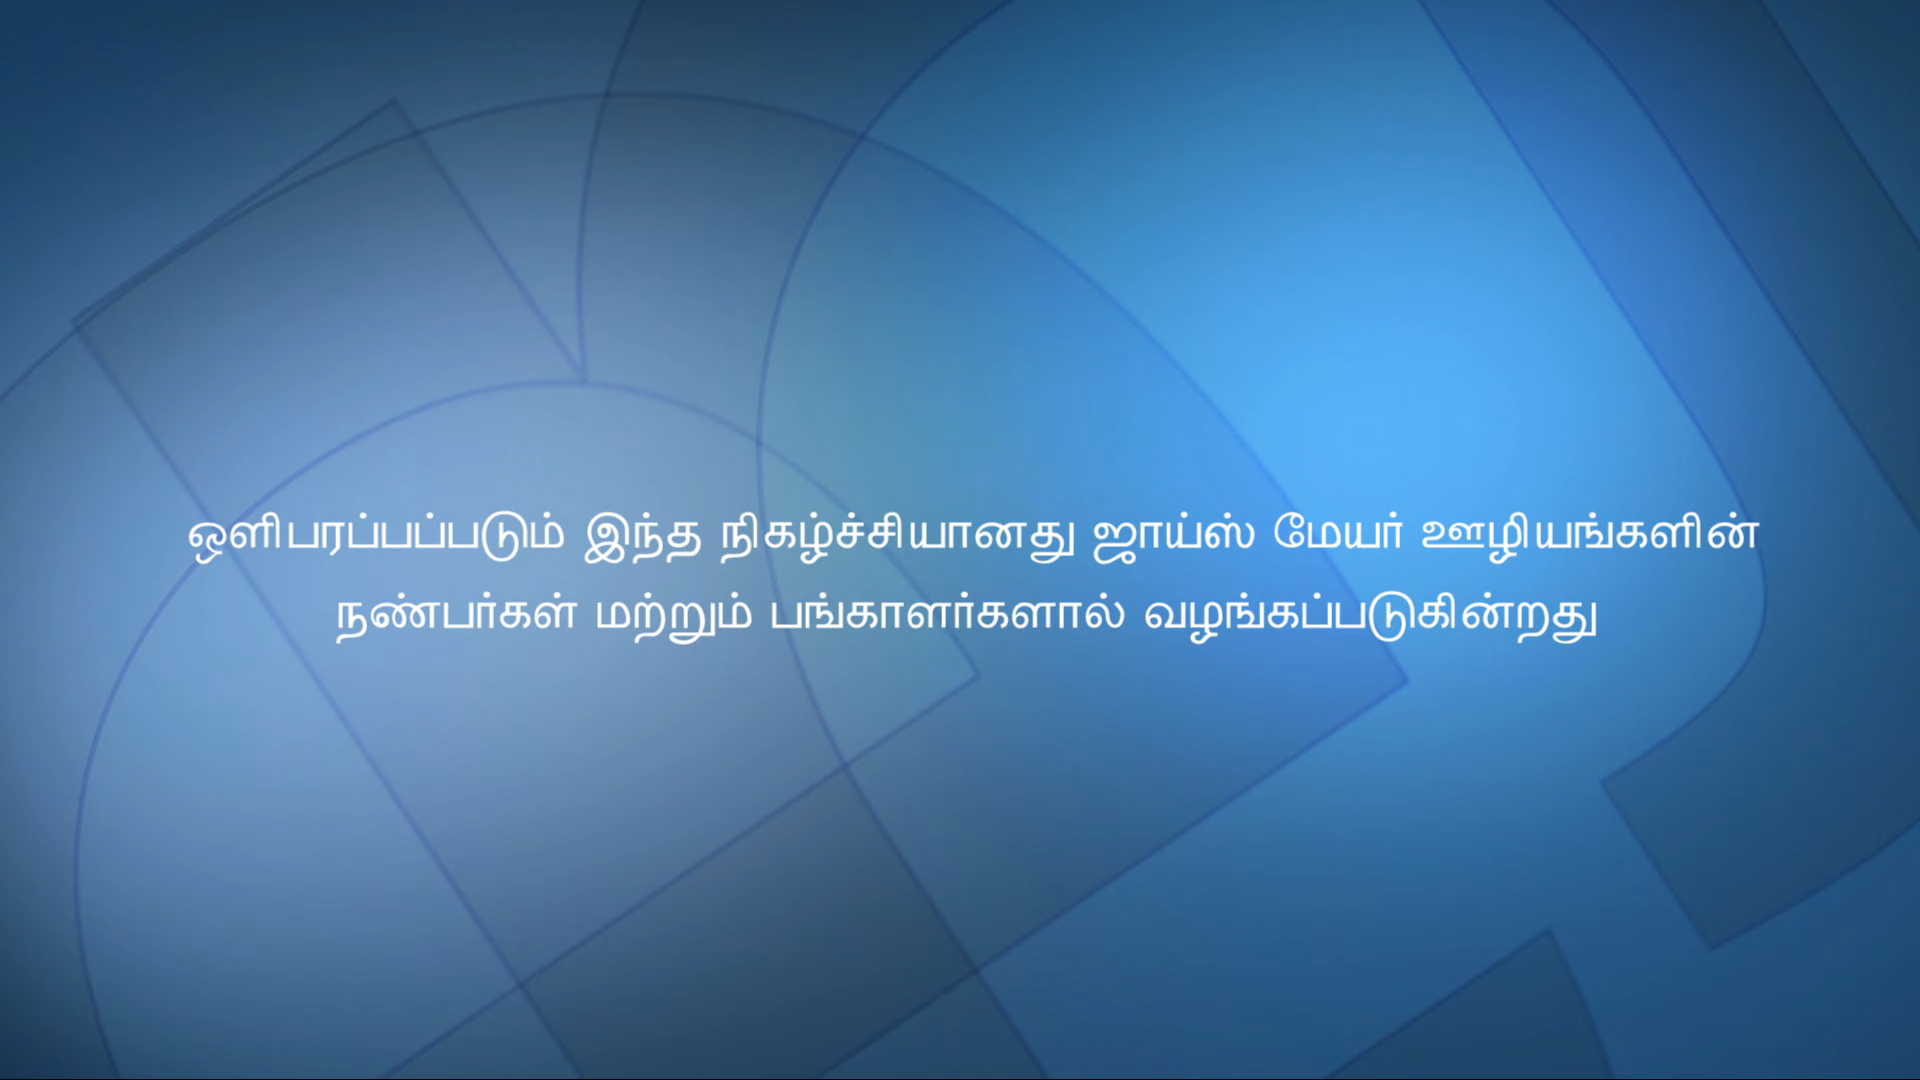 ஒளிபரப்பப்படும் இந்த நிகழ்ச்சியானது ஜாய்ஸ் மேயர் ஊழியங்களின்
நண்பர்கள் மற்றும் பங்காளர்களால் வழங்கப்படுகின்றது